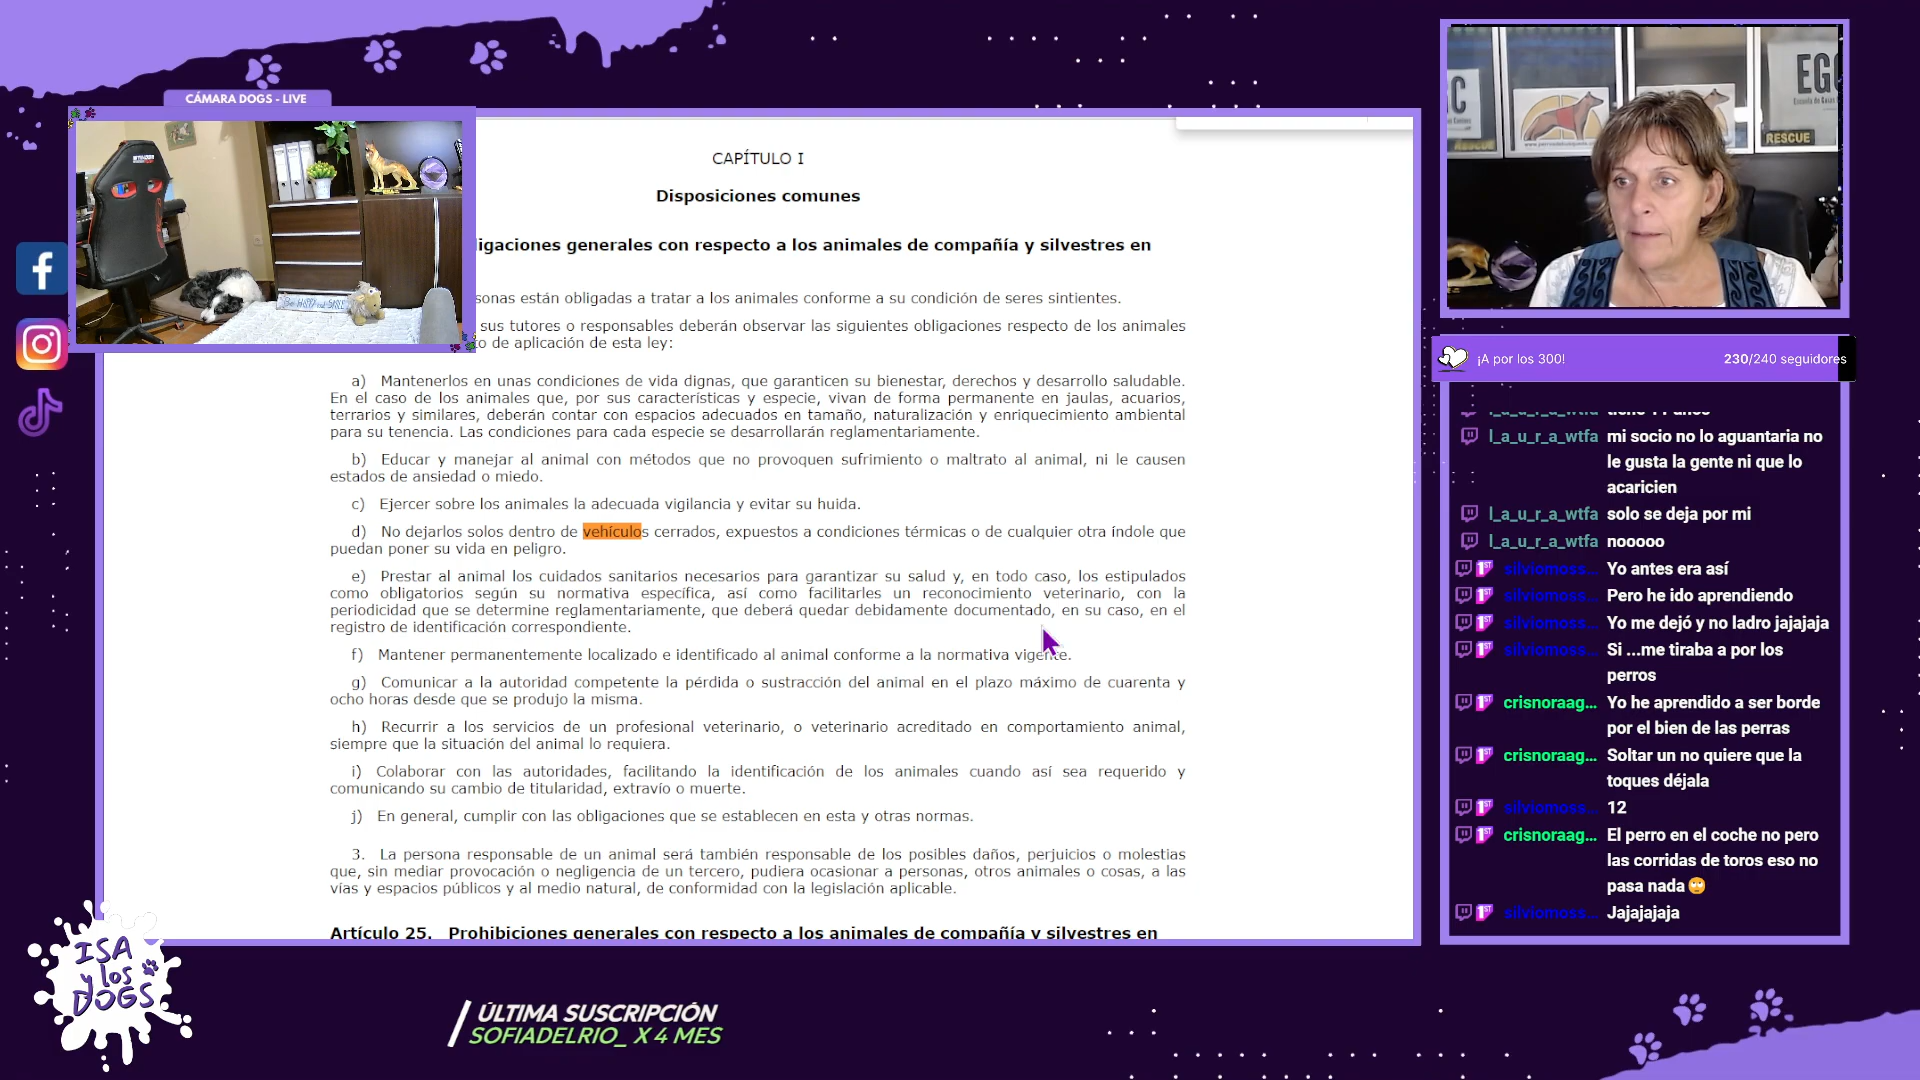 CÁMARA DOGS - LIVE
CAPÍTULO I
Disposiciones comunes
ligaciones generales con respecto a los animales de compañía y silvestres en
sonas están obligadas a tratar a los animales conforme a su condición de seres sintientes.
sus tutores o responsables deberán observar las siguientes obligaciones respecto de los animales
to de aplicación de esta ley:
a) Mantenerlos en unas condiciones de vida dignas, que garanticen su bienestar, derechos y desarrollo saludable.
En el caso de los animales que, por sus características y especie, vivan de forma permanente en jaulas, acuarios,
terrarios y similares, deberán contar con espacios adecuados en tamaño, naturalización y enriquecimiento ambiental
para su tenencia. Las condiciones para cada especie se desarrollarán reglamentariamente.
b) Educar y manejar al animal con métodos que no provoquen sufrimiento o maltrato al animal, ni le causen
estados de ansiedad o miedo.
c) Ejercer sobre los animales la adecuada vigilancia y evitar su huida.
d) No dejarlos solos dentro de vehículos cerrados, expuestos a condiciones térmicas o de cualquier otra índole que
puedan poner su vida en peligro.
e) Prestar al animal los cuidados sanitarios necesarios para garantizar su salud y, en todo caso, los estipulados
como obligatorios según su normativa específica, así como facilitarles un reconocimiento veterinario, con la
periodicidad que se determine reglamentariamente, que deberá quedar debidamente documentado, en su caso, en el
registro de identificación correspondiente.
f) Mantener permanentemente localizado e identificado al animal conforme a la normativa vigente.
g) Comunicar a la autoridad competente la pérdida o sustracción del animal en el plazo máximo de cuarenta y
ocho horas desde que se produjo la misma.
h) Recurrir a los servicios de un profesional veterinario, o veterinario acreditado en comportamiento animal,
siempre que la situación del animal lo requiera.
i) Colaborar con las autoridades, facilitando la identificación de los animales cuando así sea requerido y
comunicando su cambio de titularidad, extravío o muerte.
j) En general, cumplir con las obligaciones que se establecen en esta y otras normas.
3. La persona responsable de un animal será también responsable de los posibles daños, perjuicios o molestias
que, sin mediar provocación o negligencia de un tercero, pudiera ocasionar a personas, otros animales o cosas, a las
vías y espacios públicos y al medio natural, de conformidad con la legislación aplicable.
Artículo 25. Prohibiciones generales con respecto a los animales de compañía y silvestres en
C
EGC
RESCUE
RESCUE
¡A por los 300!
230/240 seguidores
l_a_u_r_a_wtfa mi socio no lo aguantaria no
le gusta la gente ni que lo
acaricien
l_a_u_r_a_wtfa solo se deja por mi
l_a_u_r_a_wtfa nooooo
silviomoss... Yo antes era así
silviomoss... Pero he ido aprendiendo
silviomoss... Yo me dejó y no ladro jajajaja
silviomoss... Si ...me tiraba a por los
perros
crisnoraag... Yo he aprendido a ser borde
por el bien de las perras
crisnoraag... Soltar un no quiere que la
toques déjala
silviomoss... 12
crisnoraag... El perro en el coche no pero
las corridas de toros eso no
pasa nada🙄
silviomoss... Jajajajaja
ISA
y los
DOGS
ÚLTIMA SUSCRIPCIÓN
SOFIADELRIO_ X 4 MES